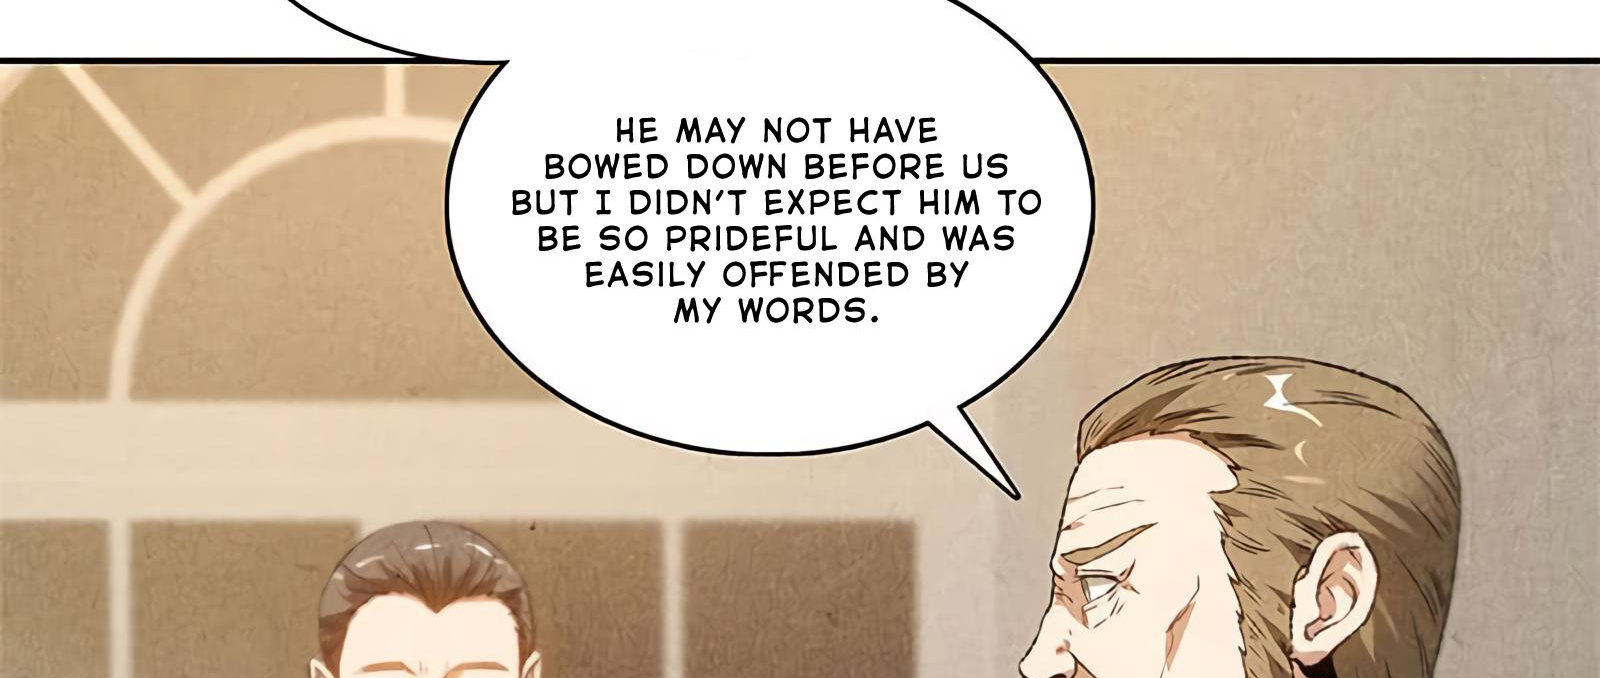 HE MAY NOT HAVE
BOWED DOWN BEFORE US
BUT I DIDN'T EXPECT HIM TO
BE SO PRIDEFUL AND WAS
EASILY OFFENDED BY
MY WORDS.